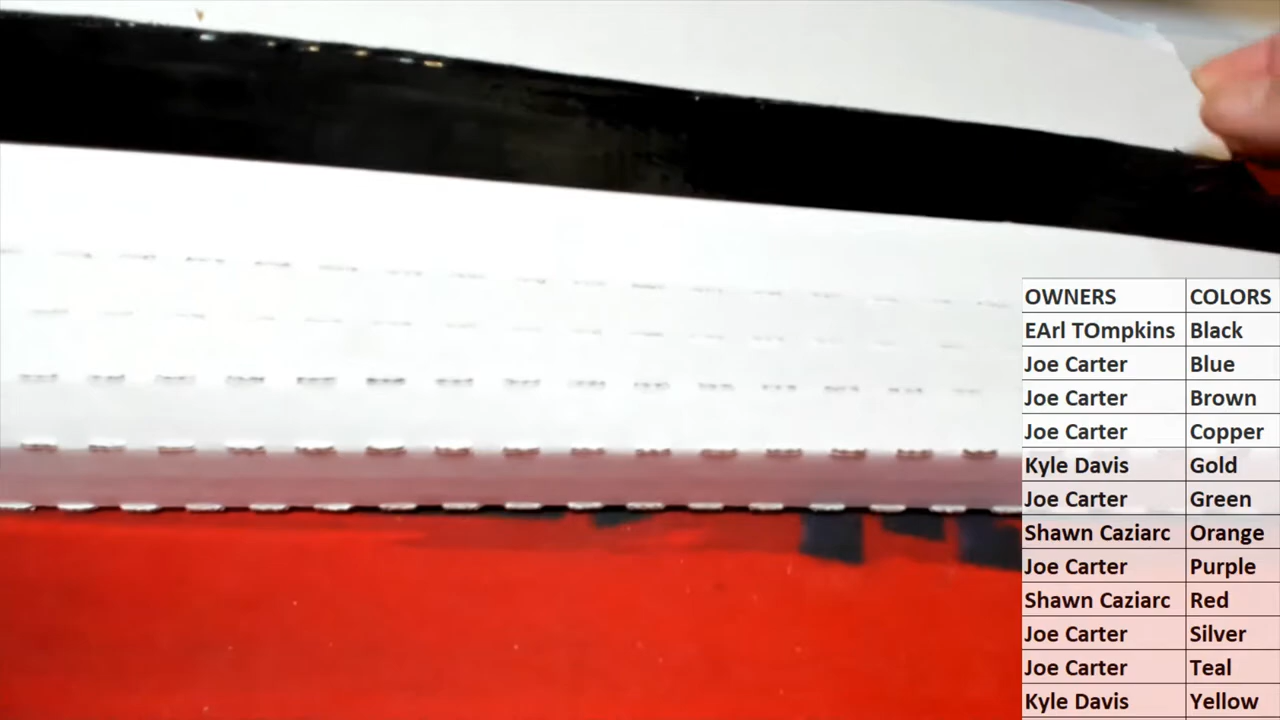 OWNERS COLORS
EArl TOmpkins Black
Joe Carter Blue
Joe Carter Brown
Joe Carter Copper
Kyle Davis Gold
Joe Carter Green
Shawn Caziarc Orange
Joe Carter Purple
Shawn Caziarc Red
Joe Carter Silver
Joe Carter Teal
Kyle Davis Yellow